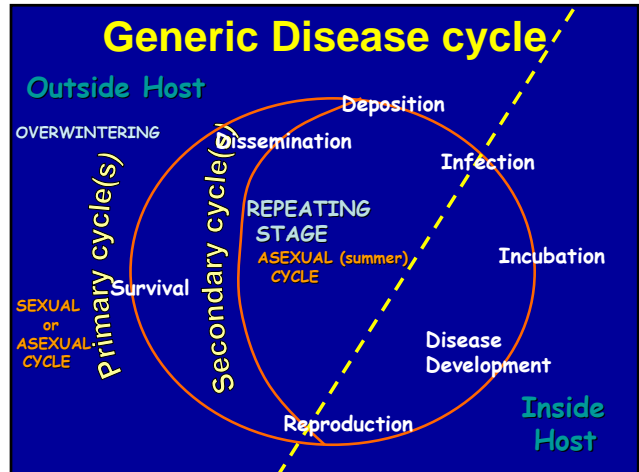 Generic Disease cycle
Outside Host
Deposition
OVERWINTERING
Dissemination
Infection
Primary cycle(s)
Secondary cycle(s)
REPEATING
STAGE
ASEXUAL (summer)
CYCLE
Incubation
Survival
SEXUAL
or
ASEXUAL
CYCLE
Disease
Development
Reproduction
Inside
Host